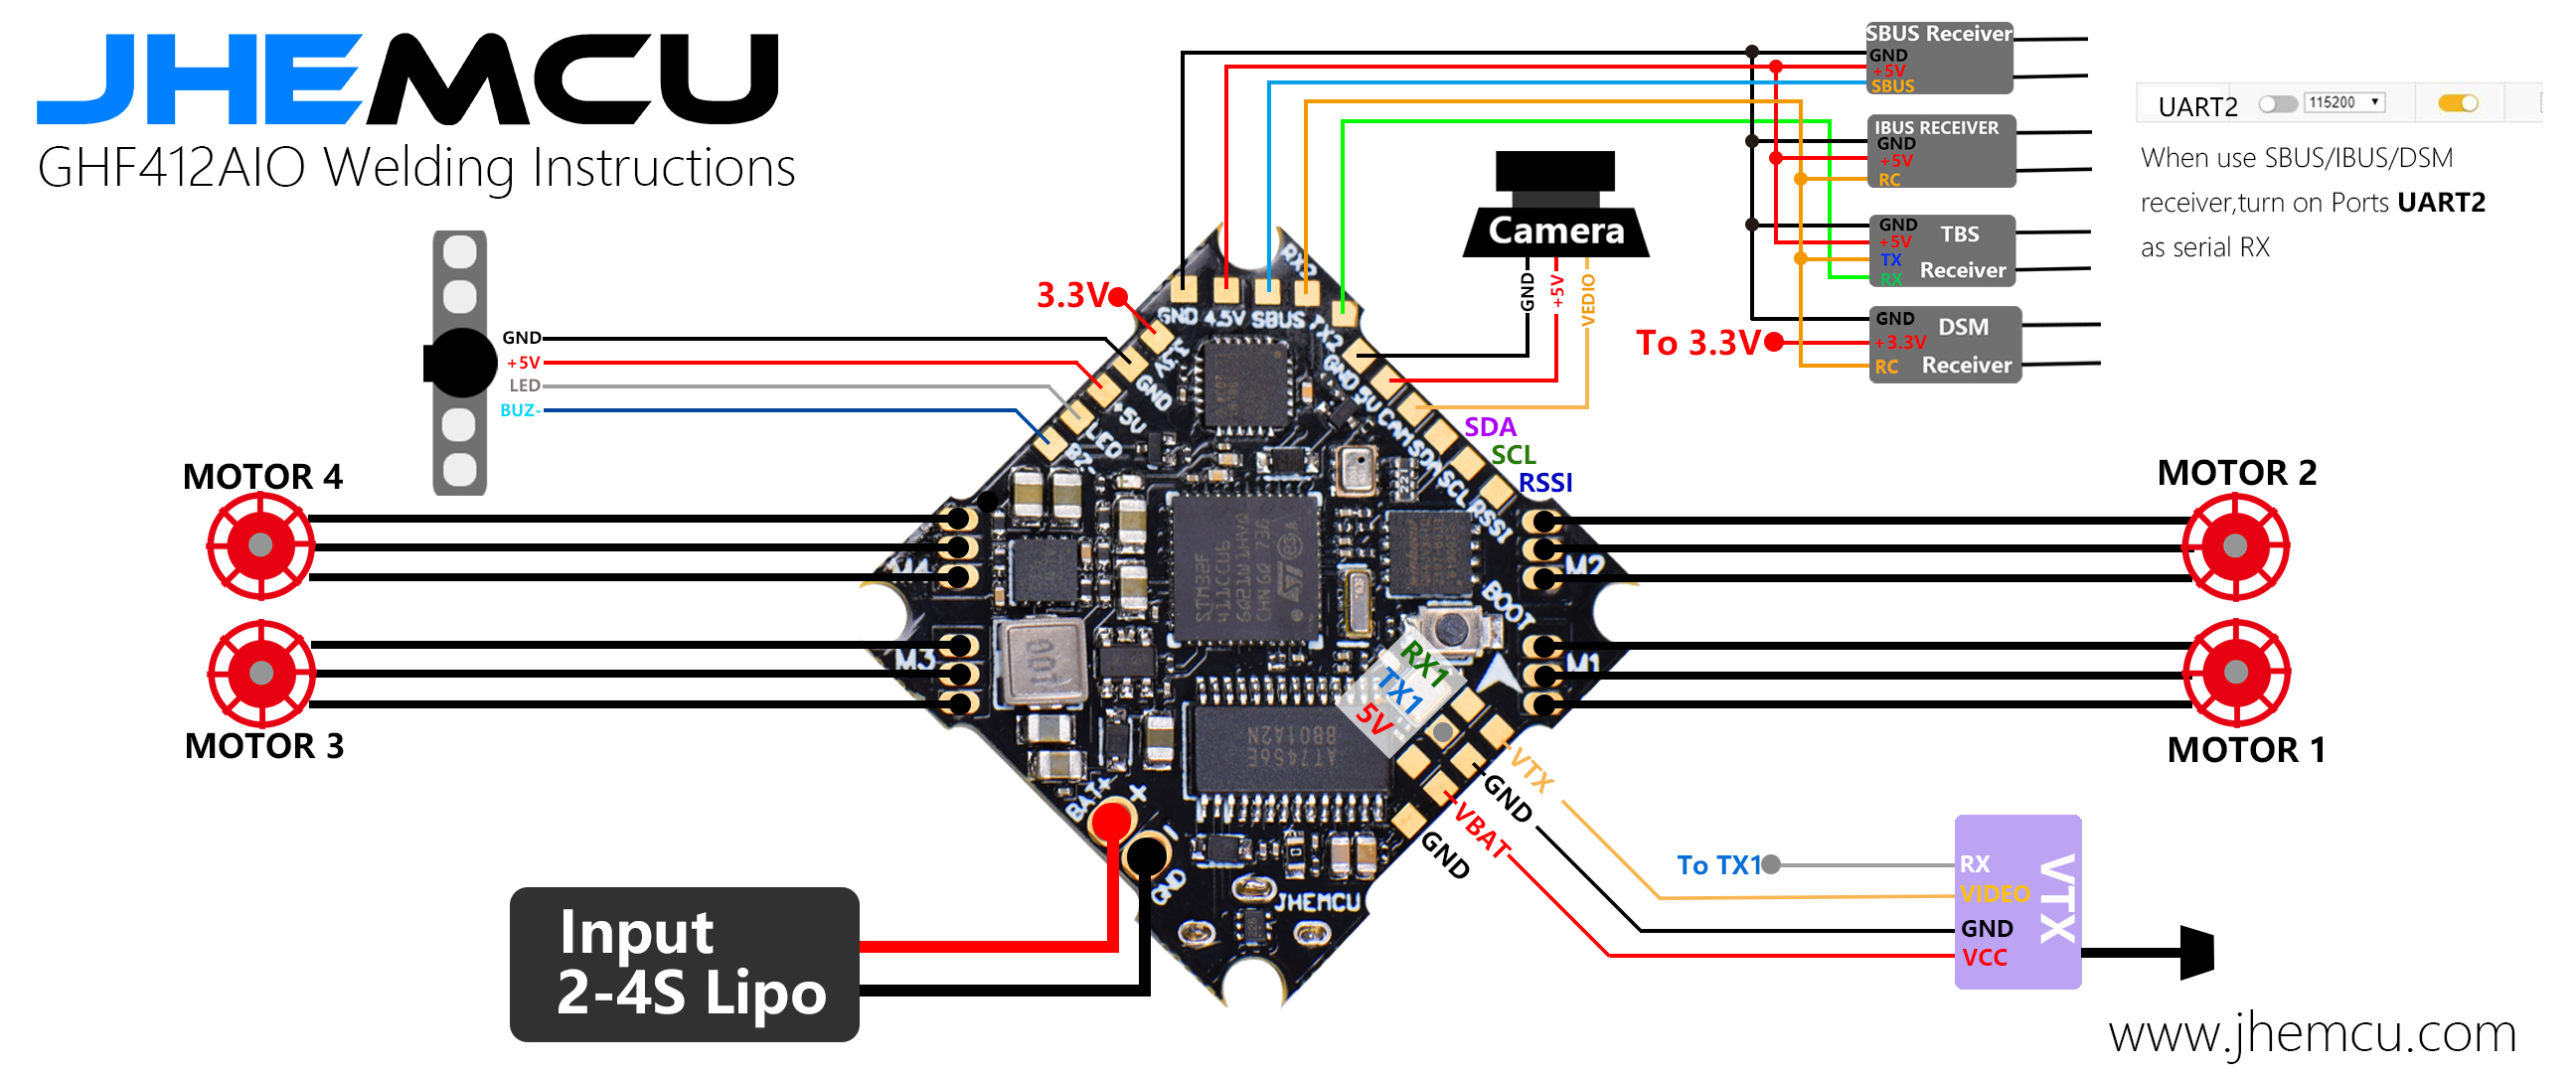 JHEMCU
GHF412AIO Welding Instructions
SBUS Receiver
GND
+5V
SBUS
IBUS RECEIVER
GND
+5V
RC
GND
+5V
TX
RX
TBS
Receiver
GND
+3.3V
RC
DSM
Receiver
To 3.3V
UART2
115200
When use SBUS/IBUS/DSM
receiver,turn on Ports UART2
as serial RX
Camera
GND
+5V
VEDIO
3.3V
GND
+5V
LED
BUZ-
GND 4.5V SBUS
RX2
TX2
3.3V
GND
+5V
LED
BZ-
GND
5V
CAM
SDA
SCL
RSSI
SDA
SCL
RSSI
MOTOR 4
MOTOR 3
MOTOR 2
MOTOR 1
M4
M3
M2
M1
BOOT
STM32F
411CCU6
100
221
AT7456E
RX1
TX1
5V
VTX
GND
VBAT
GND
BAT+
+
-
GND
JHEMCU
Input
2-4S Lipo
To TX1
RX
VIDEO
GND
VCC
VTX
www.jhemcu.com